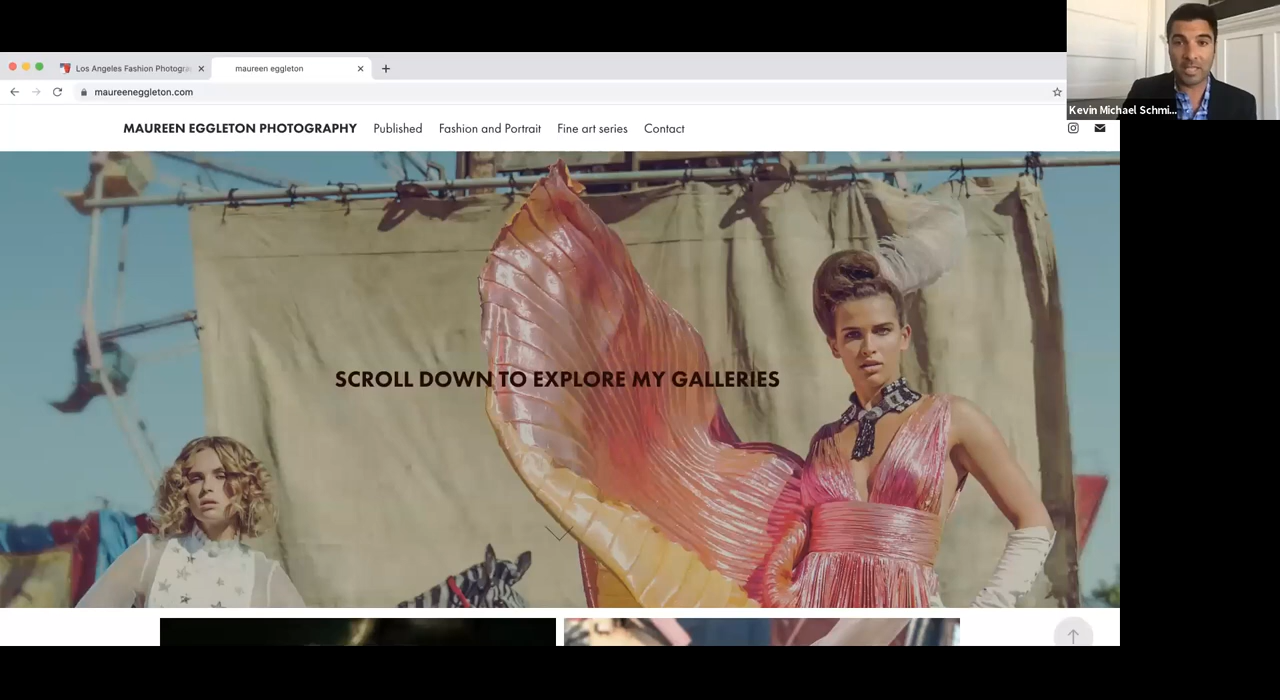 Los Angeles Fashion Photogra
maureen eggleton
maureeneggleton.com
Kevin Michael Schmi...
MAUREEN EGGLETON PHOTOGRAPHY Published Fashion and Portrait Fine art series Contact
SCROLL DOWN TO EXPLORE MY GALLERIES